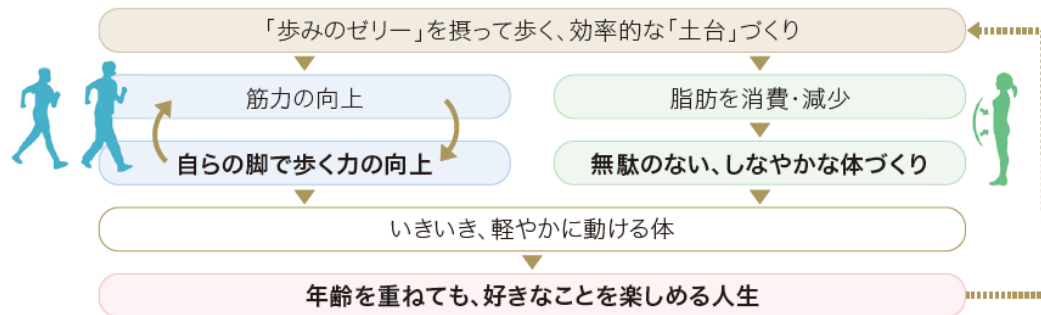 「歩みのゼリー」を摂って歩く、効率的な「土台」づくり
筋力の向上
脂肪を消費・減少
自らの脚で歩く力の向上
無駄のない、しなやかな体づくり
いきいき、軽やかに動ける体
年齢を重ねても、好きなことを楽しめる人生